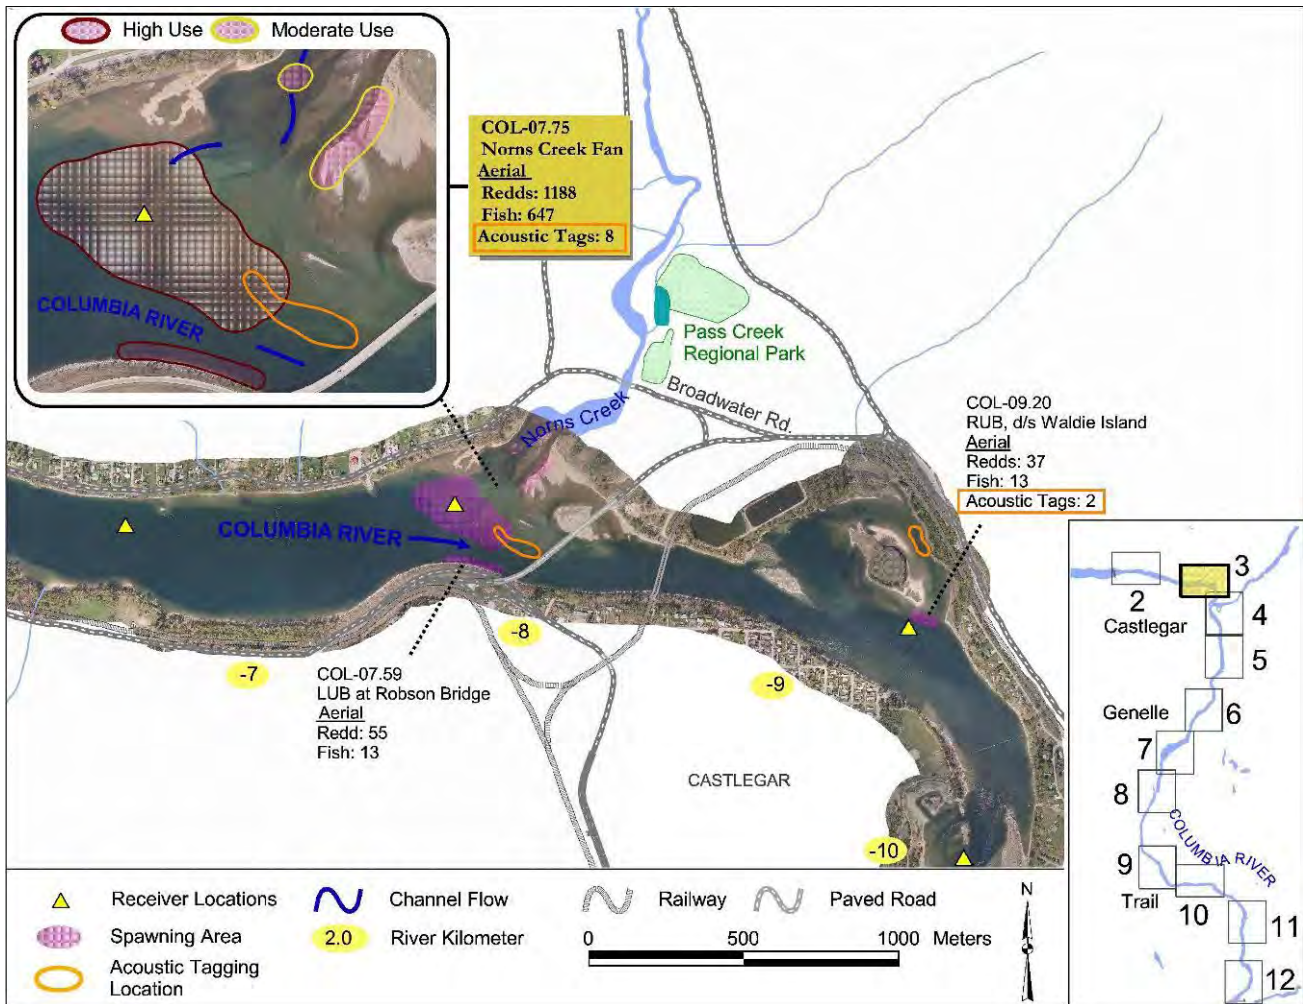 High Use
Moderate Use
COLUMBIA RIVER
COL-07.75
Norns Creek Fan
Aerial
Redds: 1188
Fish: 647
Acoustic Tags: 8
Pass Creek
Regional Park
Broadwater Rd.
Norns Creek
COL-09.20
RUB, d/s Waldie Island
Aerial
Redds: 37
Fish: 13
Acoustic Tags: 2
COLUMBIA RIVER
-7
-8
-9
-10
COL-07.59
LUB at Robson Bridge
Aerial
Redd: 55
Fish: 13
CASTLEGAR
2
3
Castlegar
4
5
Genelle
6
7
8
COLUMBIA RIVER
9
Trail
10
11
12
Receiver Locations
Channel Flow
Railway
Paved Road
N
Spawning Area
2.0
River Kilometer
0 500 1000 Meters
Acoustic Tagging
Location